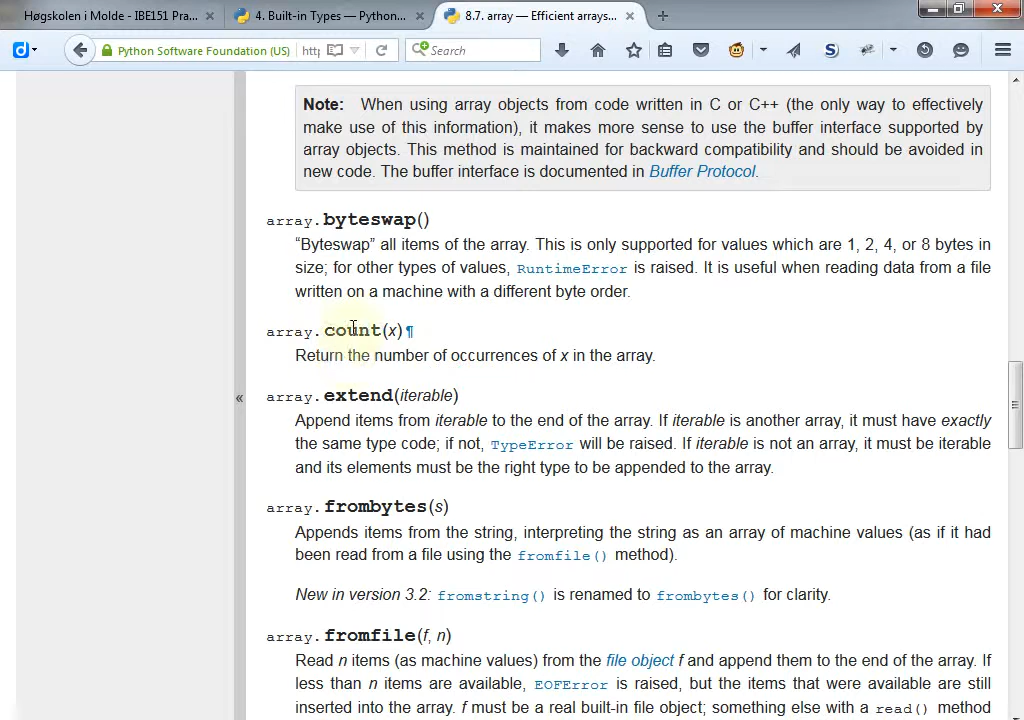 Høgskolen i Molde - IBE151 Pra...
4. Built-in Types — Python...
8.7. array — Efficient arrays...
Python Software Foundation (US)
Search
Note: When using array objects from code written in C or C++ (the only way to effectively
make use of this information), it makes more sense to use the buffer interface supported by
array objects. This method is maintained for backward compatibility and should be avoided in
new code. The buffer interface is documented in Buffer Protocol.
array.byteswap()
“Byteswap” all items of the array. This is only supported for values which are 1, 2, 4, or 8 bytes in
size; for other types of values, RuntimeError is raised. It is useful when reading data from a file
written on a machine with a different byte order.
array.count(x)¶
Return the number of occurrences of x in the array.
«
array.extend(iterable)
Append items from iterable to the end of the array. If iterable is another array, it must have exactly
the same type code; if not, TypeError will be raised. If iterable is not an array, it must be iterable
and its elements must be the right type to be appended to the array.
array.frombytes(s)
Appends items from the string, interpreting the string as an array of machine values (as if it had
been read from a file using the fromfile() method).
New in version 3.2: fromstring() is renamed to frombytes() for clarity.
array.fromfile(f, n)
Read n items (as machine values) from the file object f and append them to the end of the array. If
less than n items are available, EOFError is raised, but the items that were available are still
inserted into the array. f must be a real built-in file object; something else with a read() method